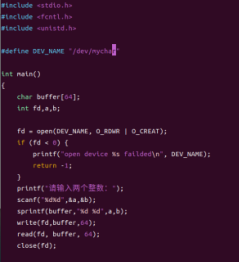 #include <stdio.h>
#include <fcntl.h>
#include <unistd.h>
#define DEV_NAME "/dev/mychar"
int main()
{
char buffer[64];
int fd,a,b;
fd = open(DEV_NAME, O_RDWR | O_CREAT);
if (fd < 0) {
printf("open device %s failded\n", DEV_NAME);
return -1;
}
printf("请输入两个整数：");
scanf("%d%d",&a,&b);
sprintf(buffer,"%d %d",a,b);
write(fd,buffer,64);
read(fd, buffer, 64);
close(fd);